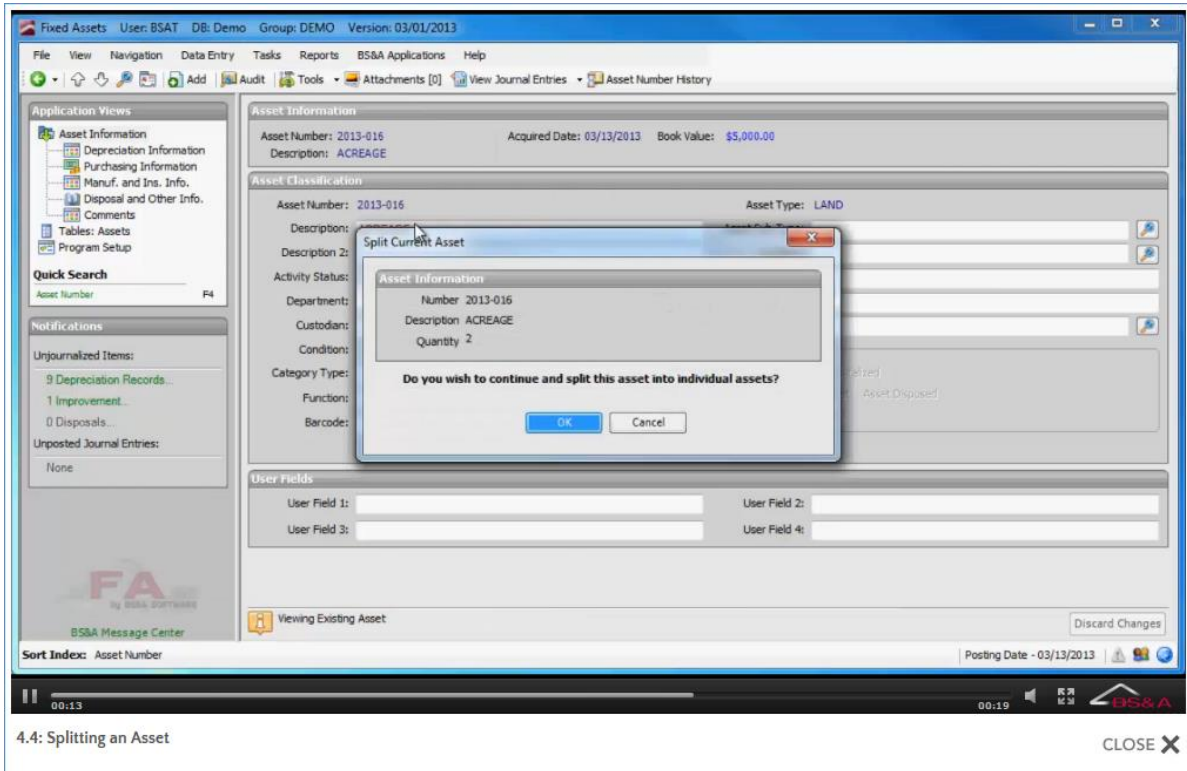 Fixed Assets User: BSAT DB: Demo Group: DEMO Version: 03/01/2013
File View Navigation Data Entry Tasks Reports BS&A Applications Help
Add Audit Tools Attachments [0] View Journal Entries Asset Number History
Application Views
Asset Information
Depreciation Information
Purchasing Information
Manuf. and Ins. Info.
Disposal and Other Info.
Comments
Tables: Assets
Program Setup
Quick Search
Asset Number F4
Notifications
Unjournalized Items:
9 Depreciation Records...
1 Improvement...
0 Disposals...
Unposted Journal Entries:
None
FA
by BS&A SOFTWARE
BS&A Message Center
Asset Information
Asset Number: 2013-016 Acquired Date: 03/13/2013 Book Value: $5,000.00
Description: ACREAGE
Asset Classification
Asset Number: 2013-016 Asset Type: LAND
Description:
Description 2:
Activity Status:
Department:
Custodian:
Condition:
Category Type:
Function:
Barcode:
Asset Disposed
Split Current Asset
Asset Information
Number 2013-016
Description ACREAGE
Quantity 2
Do you wish to continue and split this asset into individual assets?
OK Cancel
User Fields
User Field 1: User Field 2:
User Field 3: User Field 4:
Viewing Existing Asset Discard Changes
Sort Index: Asset Number Posting Date - 03/13/2013
00:13 00:19 BS&A
4.4: Splitting an Asset CLOSE X